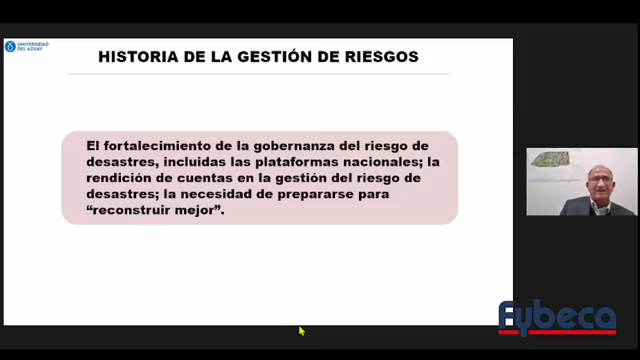 UNIVERSIDAD
DEL AZUAY
HISTORIA DE LA GESTIÓN DE RIESGOS
El fortalecimiento de la gobernanza del riesgo de
desastres, incluidas las plataformas nacionales; la
rendición de cuentas en la gestión del riesgo de
desastres; la necesidad de prepararse para
“reconstruir mejor”.
Fybeca